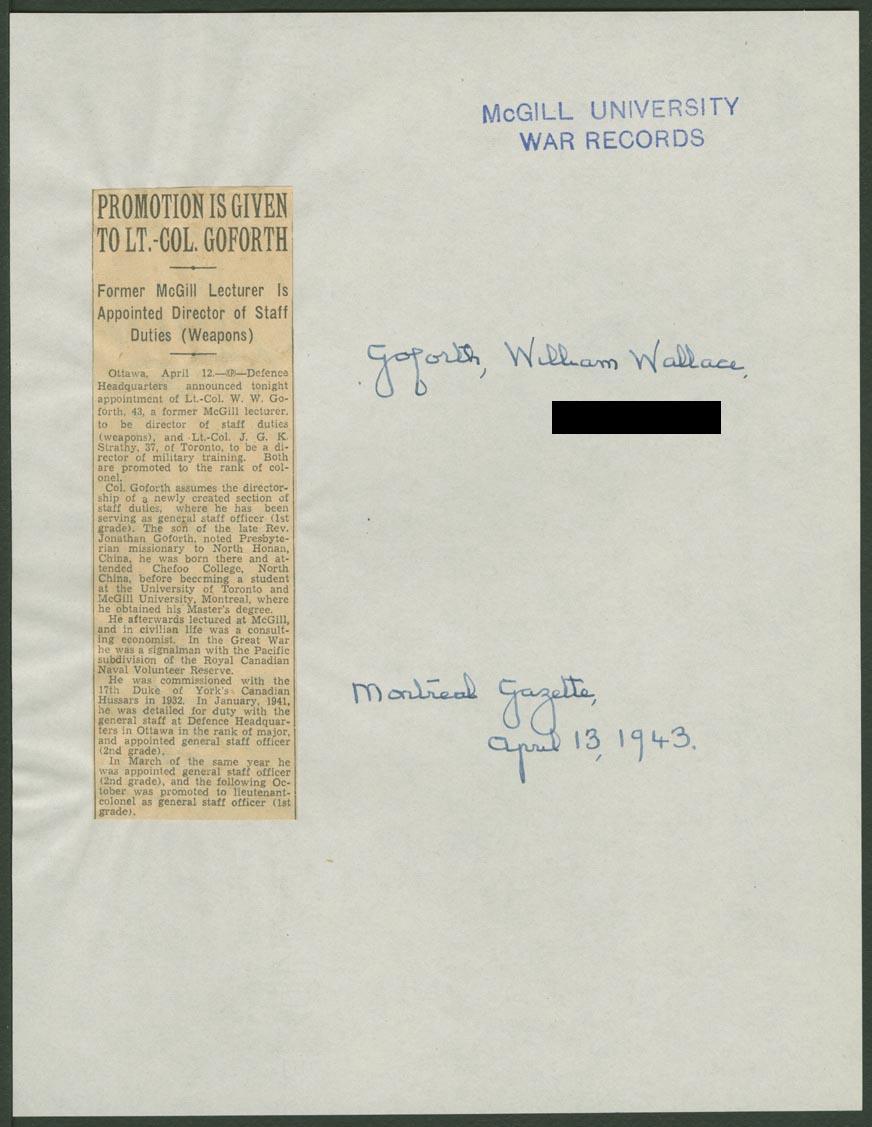 McGILL UNIVERSITY
WAR RECORDS
PROMOTION IS GIVEN
TO LT.-COL. GOFORTH
Former McGill Lecturer Is
Appointed Director of Staff
Duties (Weapons)
Ottawa, April 12.—(CP)—Defence
Headquarters announced tonight
appointment of Lt.-Col. W. W. Go-
forth, 43, a former McGill lecturer,
to be director of staff duties
(weapons), and Lt.-Col. J. G. K.
Strathy, 37, of Toronto, to be a di-
rector of military training. Both
are promoted to the rank of col-
onel.
Col. Goforth assumes the director-
ship of a newly created section of
staff duties, where he has been
serving as general staff officer (1st
grade). The son of the late Rev.
Jonathan Goforth, noted Presbyte-
rian missionary to North Honan,
China, he was born there and at-
tended Chefoo College, North
China, before becoming a student
at the University of Toronto and
McGill University, Montreal, where
he obtained his Master's degree.
He afterwards lectured at McGill,
and in civilian life was a consult-
ing economist. In the Great War
he was a signalman with the Pacific
subdivision of the Royal Canadian
Naval Volunteer Reserve.
He was commissioned with the
17th Duke of York's Canadian
Hussars in 1932. In January, 1941,
he was detailed for duty with the
general staff at Defence Headquar-
ters in Ottawa in the rank of major,
and appointed general staff officer
(2nd grade).
In March of the same year he
was appointed general staff officer
(2nd grade), and the following Oc-
tober was promoted to lieutenant-
colonel as general staff officer (1st
grade).
Goforth, William Wallace.
Montreal Gazette,
April 13, 1943.